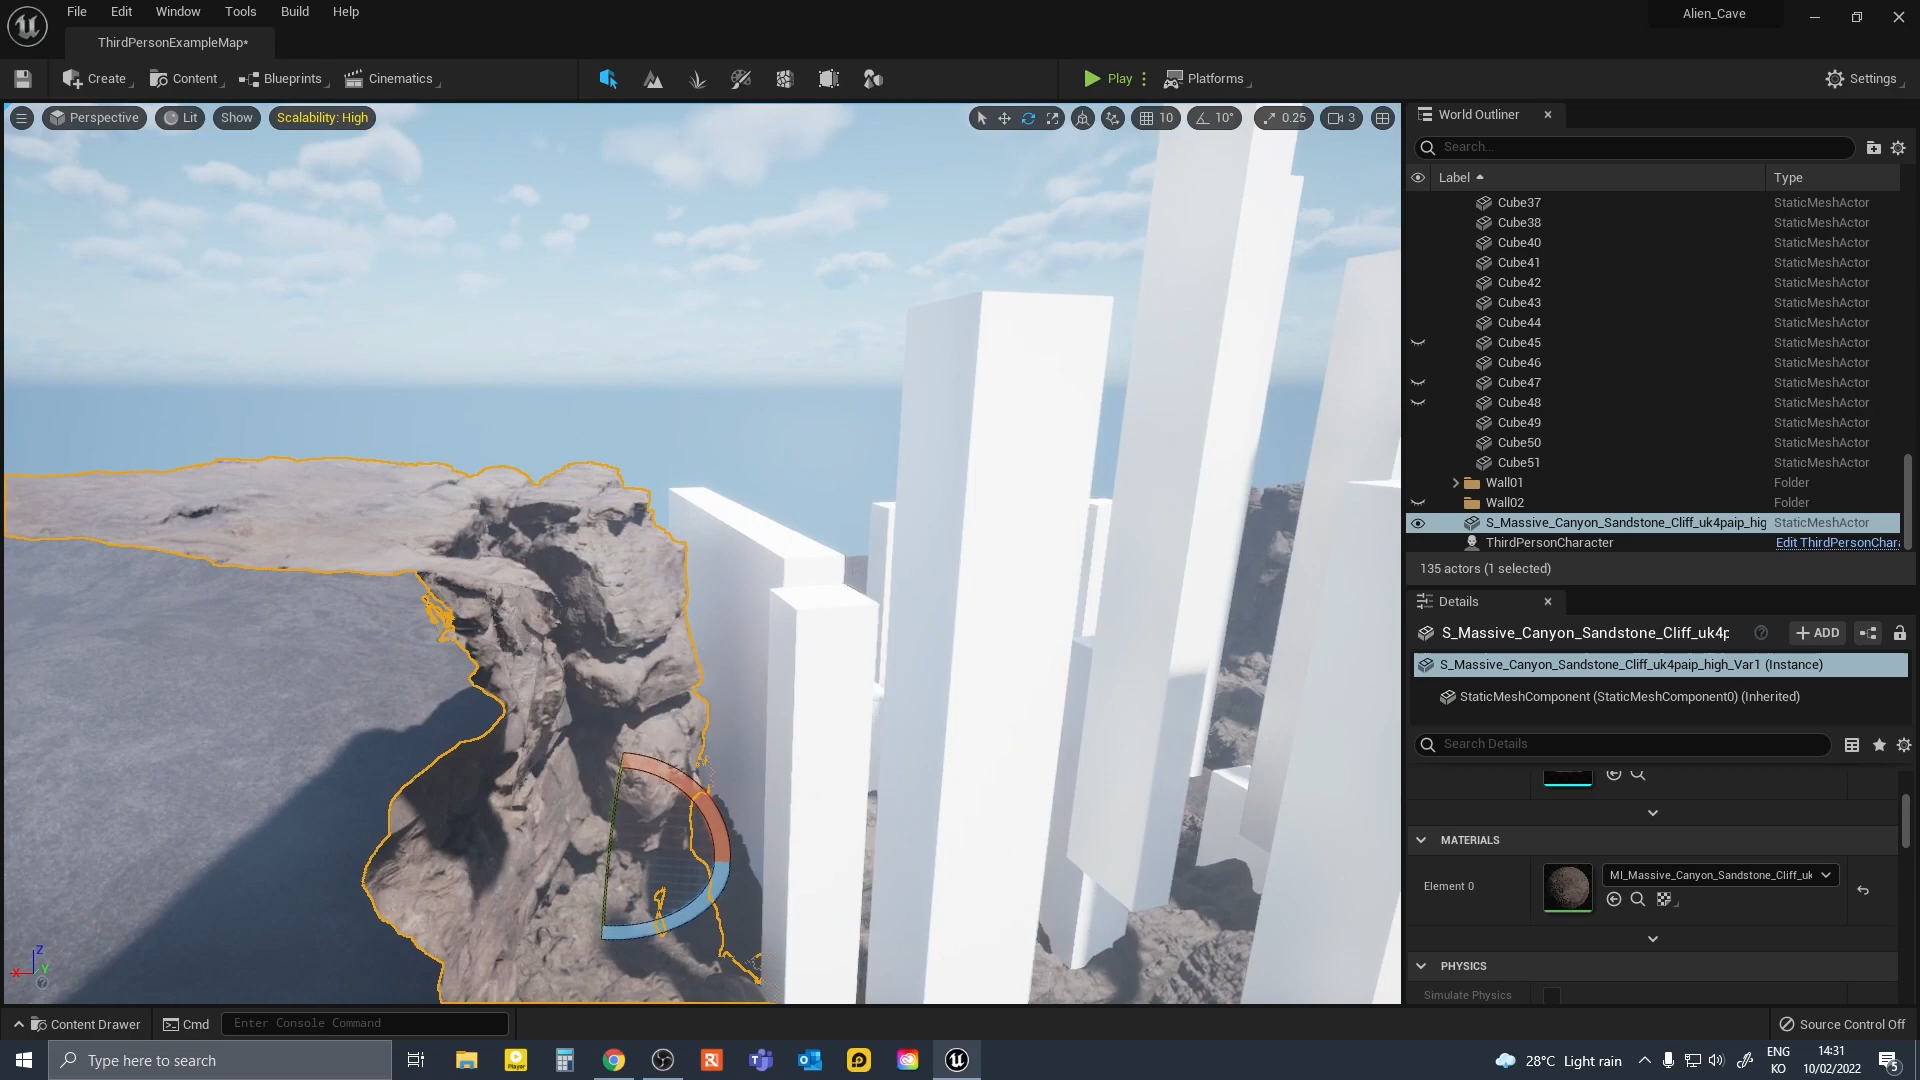 File Edit Window Tools Build Help
Alien_Cave
ThirdPersonExampleMap*
Create Content Blueprints Cinematics Play Platforms Settings
Perspective Lit Show Scalability: High 10 10° 0.25 3
World Outliner
Search...
Label Type
Cube37 StaticMeshActor
Cube38 StaticMeshActor
Cube40 StaticMeshActor
Cube41 StaticMeshActor
Cube42 StaticMeshActor
Cube43 StaticMeshActor
Cube44 StaticMeshActor
Cube45 StaticMeshActor
Cube46 StaticMeshActor
Cube47 StaticMeshActor
Cube48 StaticMeshActor
Cube49 StaticMeshActor
Cube50 StaticMeshActor
Cube51 StaticMeshActor
Wall01 Folder
Wall02 Folder
S_Massive_Canyon_Sandstone_Cliff_uk4paip_hig StaticMeshActor
ThirdPersonCharacter Edit ThirdPersonChara
135 actors (1 selected)
Details
S_Massive_Canyon_Sandstone_Cliff_uk4p ADD
S_Massive_Canyon_Sandstone_Cliff_uk4paip_high_Var1 (Instance)
StaticMeshComponent (StaticMeshComponent0) (Inherited)
Search Details
MATERIALS
Element 0 MI_Massive_Canyon_Sandstone_Cliff_uk
PHYSICS
Simulate Physics
Z
X Y
Content Drawer Cmd Enter Console Command Source Control Off
Type here to search
Player
28°C Light rain
ENG
KO
14:31
10/02/2022
5